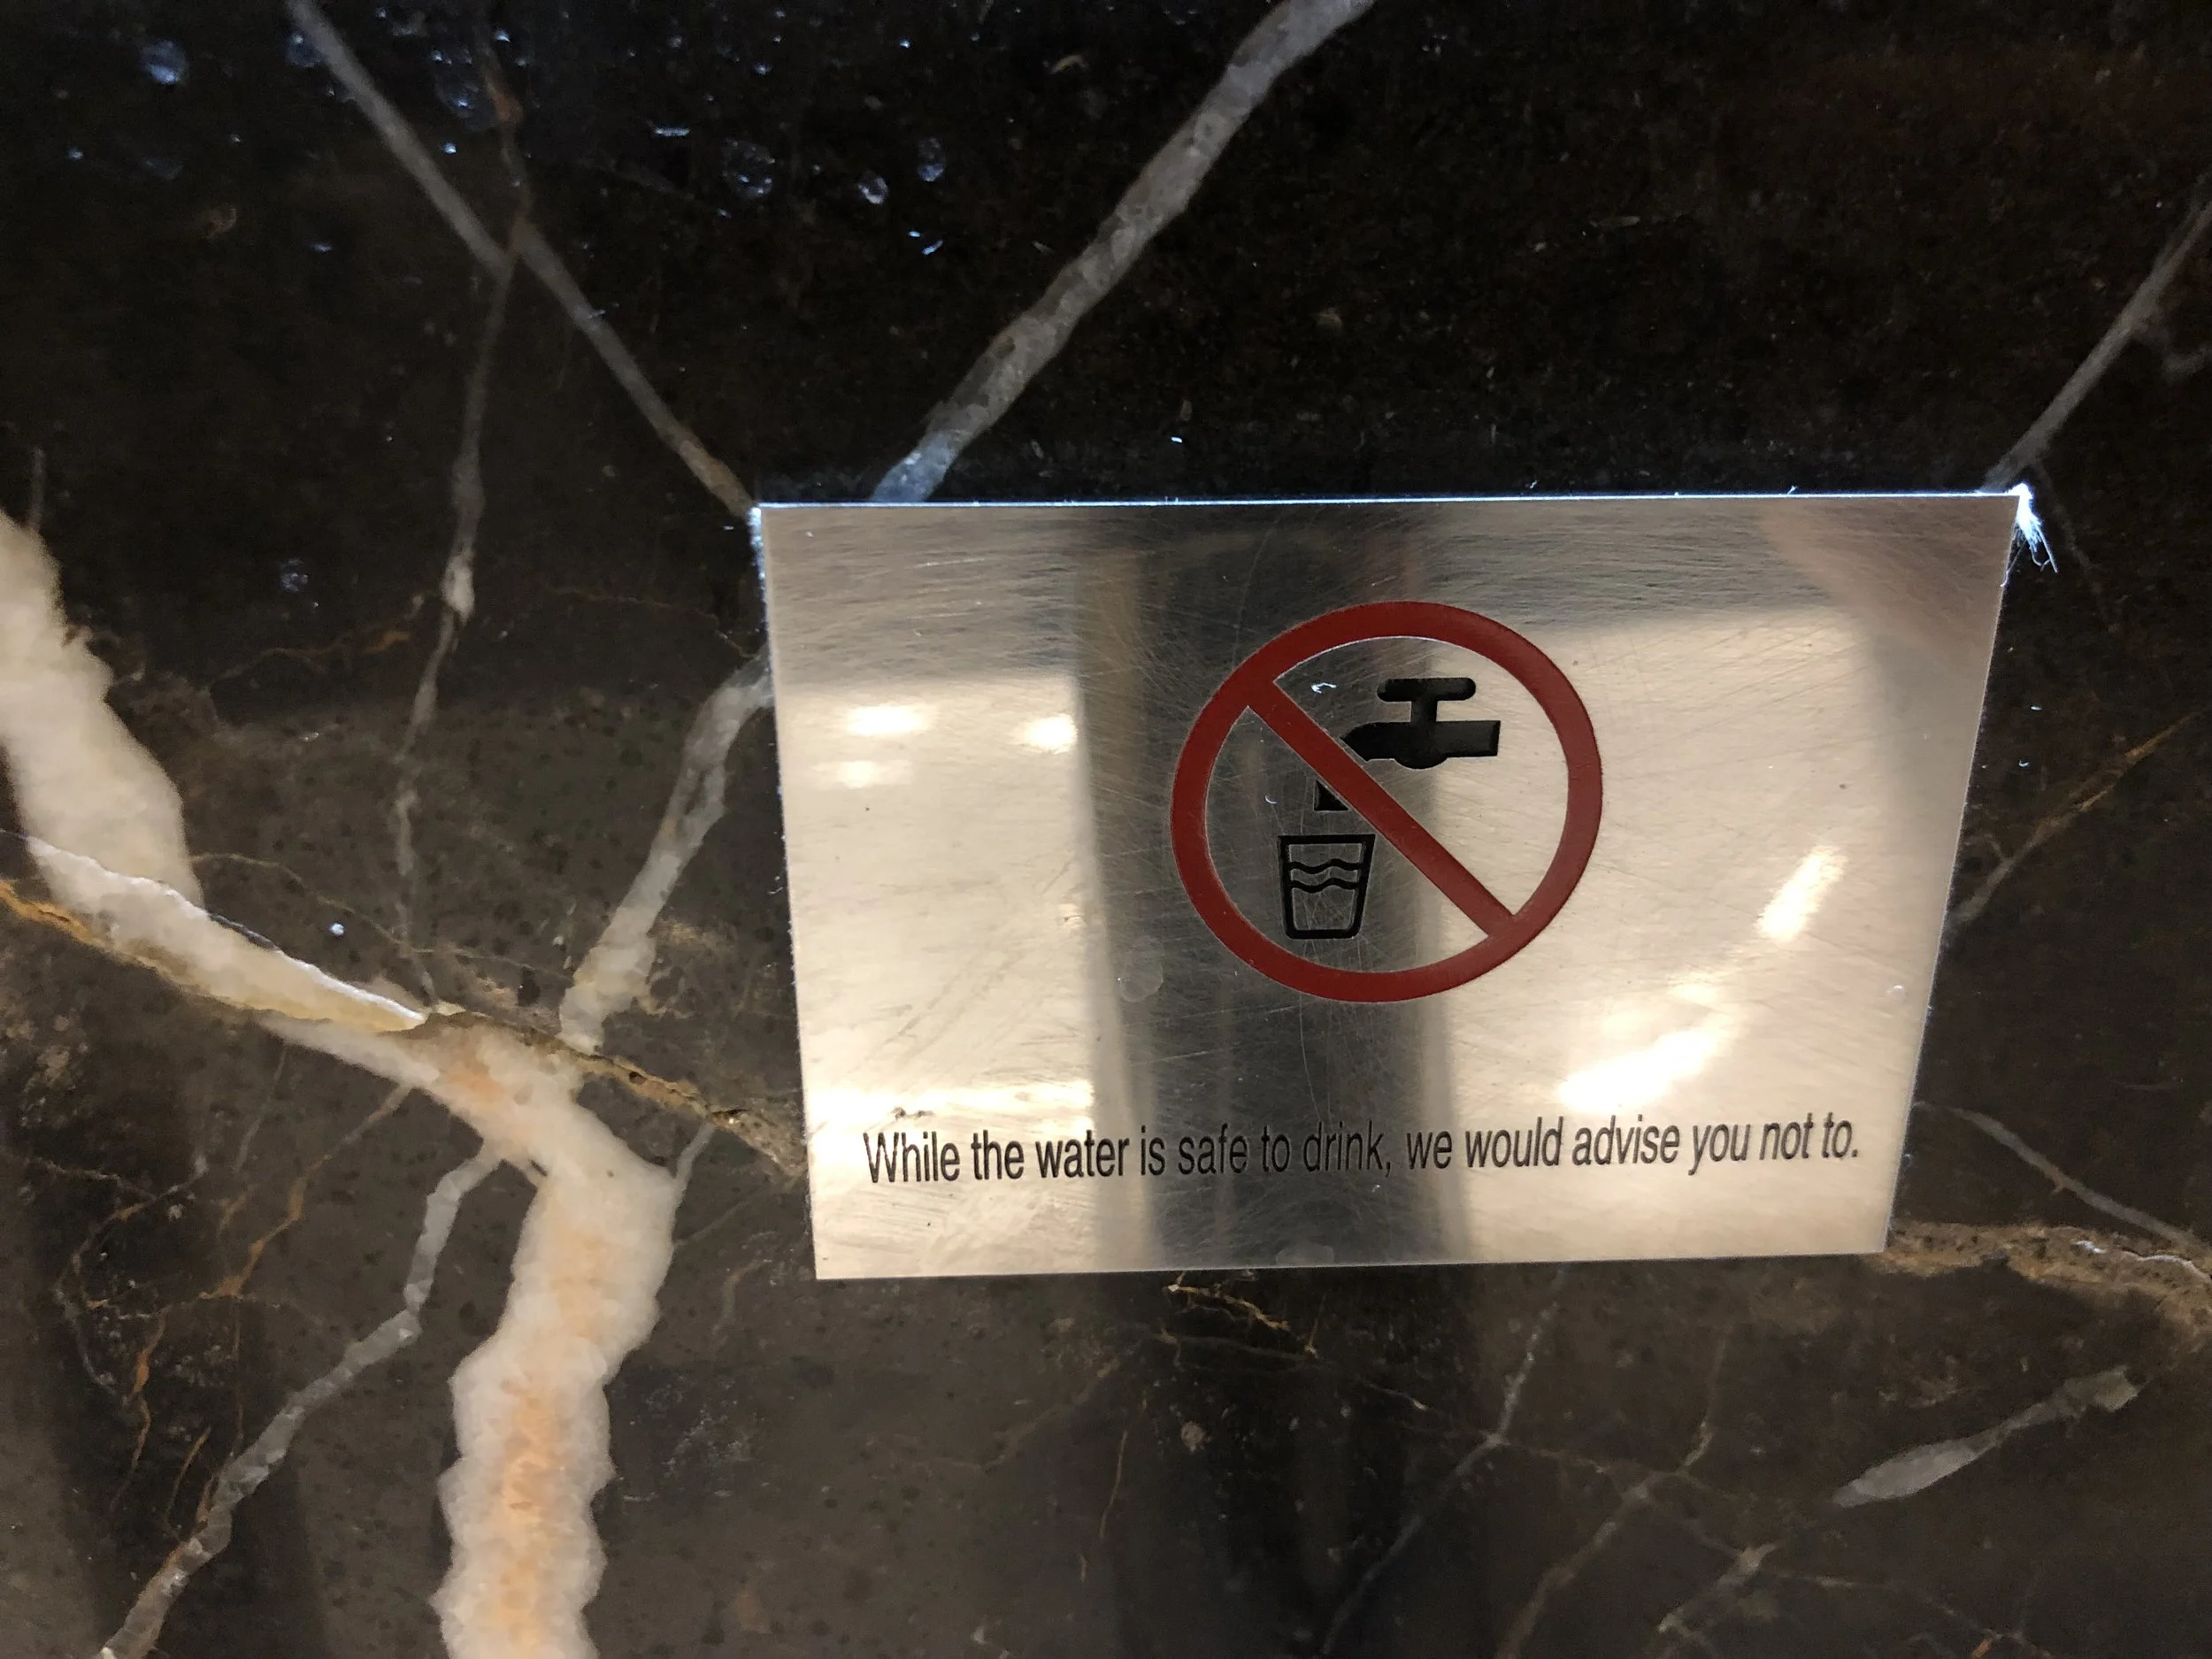 While the water is safe to drink, we would advise you not to.